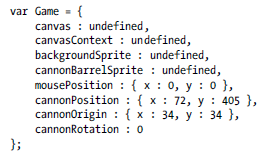 var Game = {
    canvas : undefined,
    canvasContext : undefined,
    backgroundSprite : undefined,
    cannonBarrelSprite : undefined,
    mousePosition : { x : 0, y : 0 },
    cannonPosition : { x : 72, y : 405 },
    cannonOrigin : { x : 34, y : 34 },
    cannonRotation : 0
};